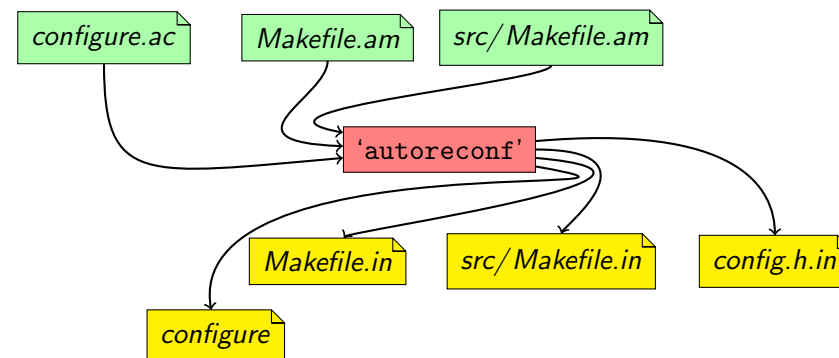 configure.ac
Makefile.am
src/Makefile.am
‘autoreconf’
Makefile.in
src/Makefile.in
config.h.in
configure